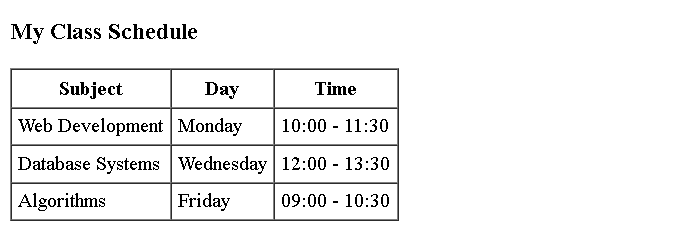 My Class Schedule
Subject Day Time
Web Development Monday 10:00 - 11:30
Database Systems Wednesday 12:00 - 13:30
Algorithms Friday 09:00 - 10:30